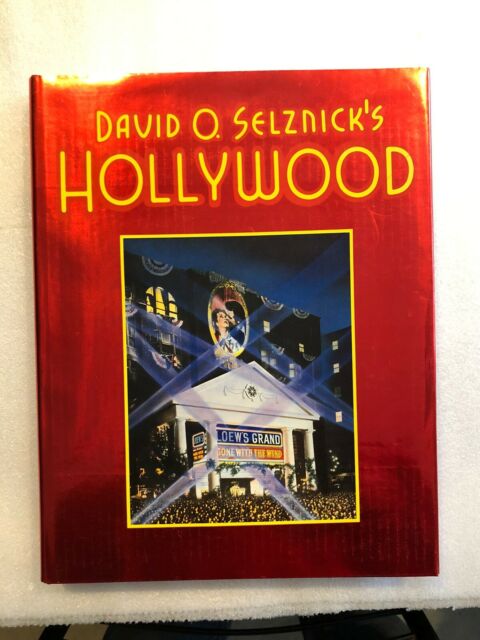 DAVID O. SELZNICK'S
HOLLYWOOD
LOEW'S GRAND
GONE WITH THE WIND